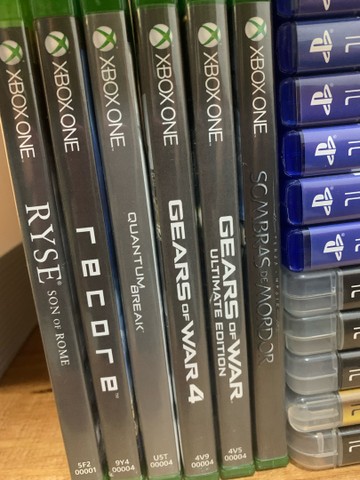 XBOX ONE
RYSE®
SON OF ROME
5F2
00001
XBOX ONE
recore™
9Y4
00004
XBOX ONE
QUANTUM
BREAK
U5T
00004
XBOX ONE
GEARS
OF WAR 4
4V9
00004
XBOX ONE
GEARS OF WAR
ULTIMATE EDITION
4V5
00004
XBOX ONE
SOMBRAS DE MORDOR